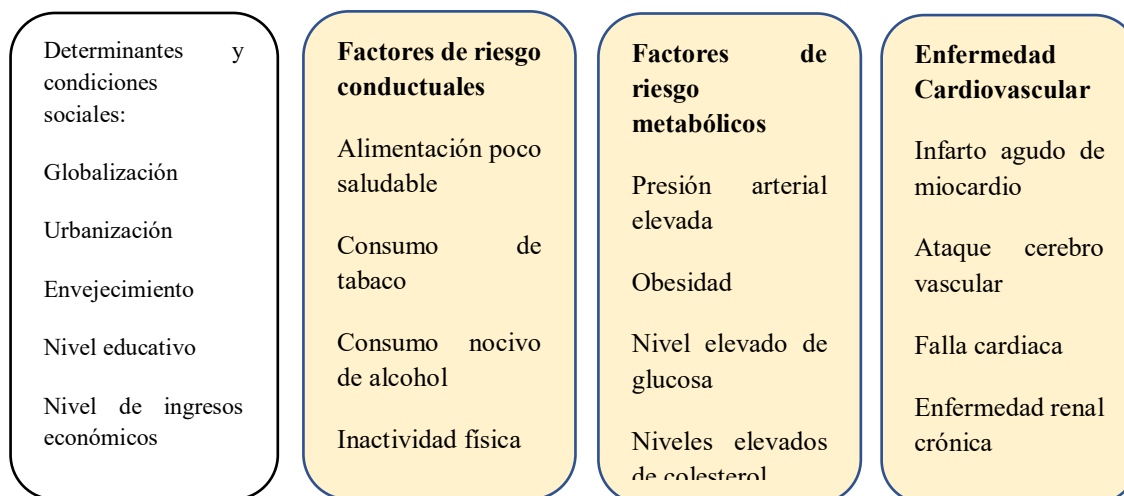 Determinantes y
condiciones
sociales:
Globalización
Urbanización
Envejecimiento
Nivel educativo
Nivel de ingresos
económicos
Factores de riesgo
conductuales
Alimentación poco
saludable
Consumo de
tabaco
Consumo nocivo
de alcohol
Inactividad física
Factores de
riesgo
metabólicos
Presión arterial
elevada
Obesidad
Nivel elevado de
glucosa
Niveles elevados
de colesterol
Enfermedad
Cardiovascular
Infarto agudo de
miocardio
Ataque cerebro
vascular
Falla cardiaca
Enfermedad renal
crónica